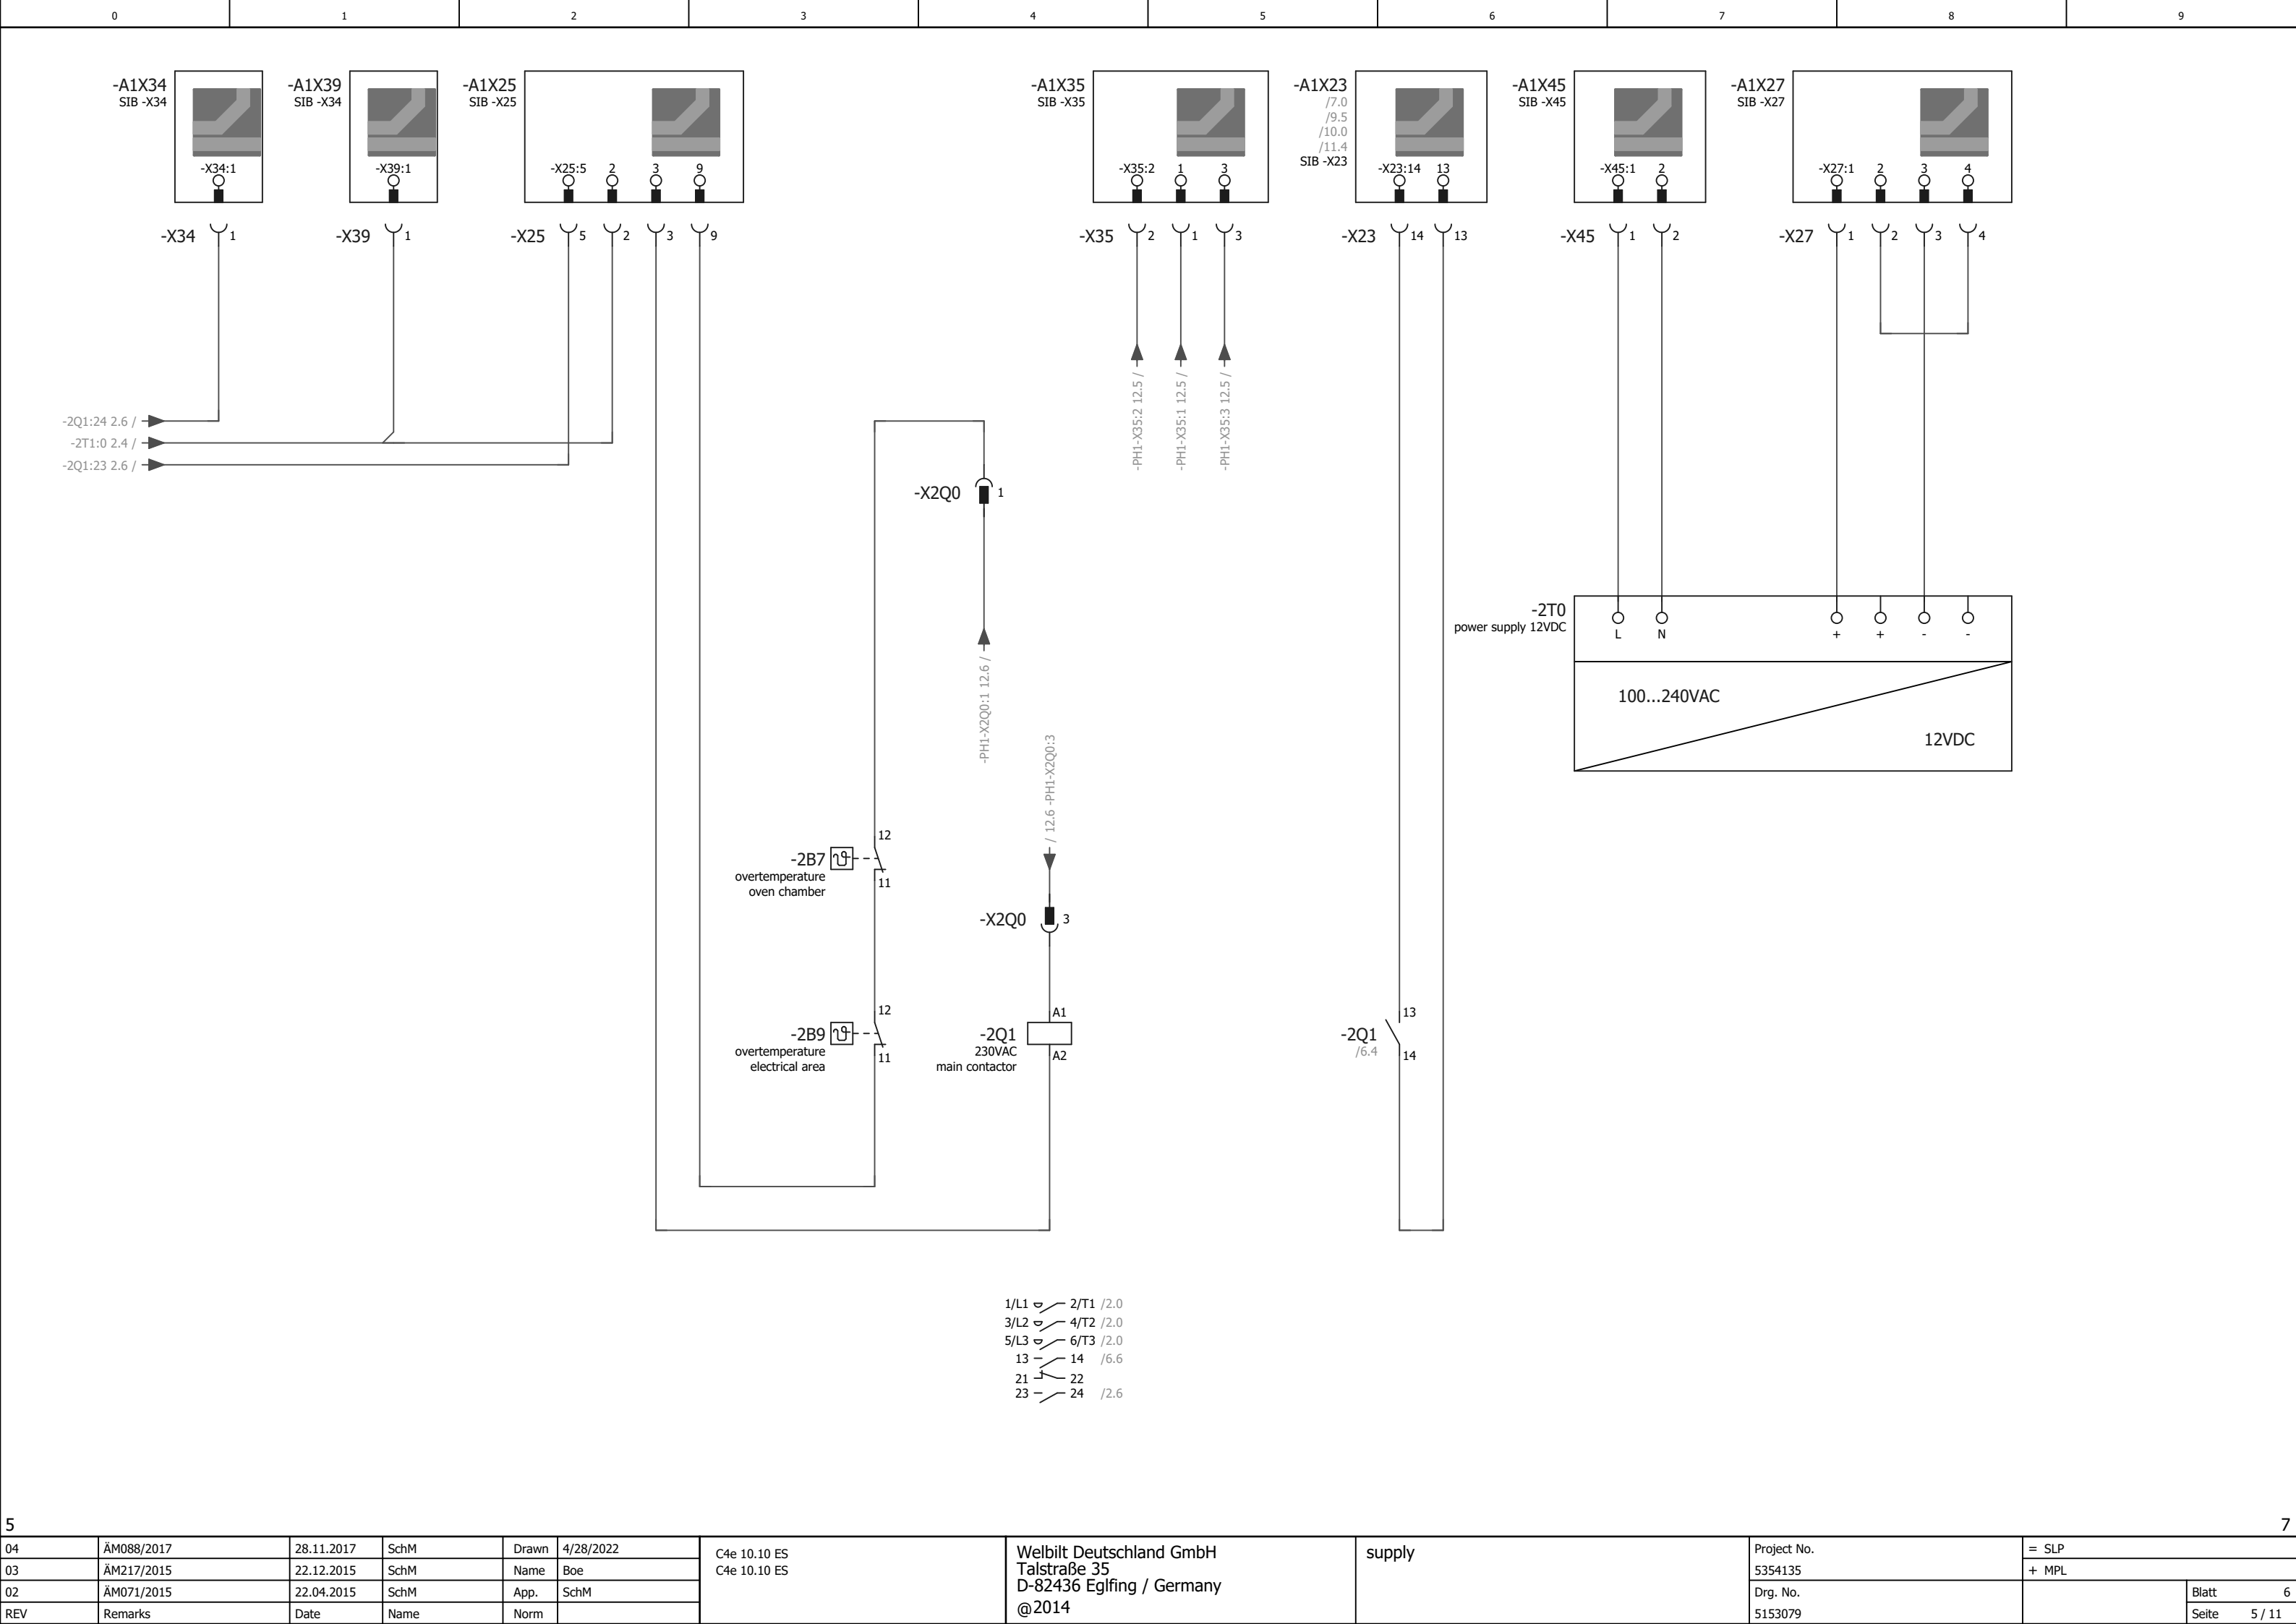 0 1 2 3 4 5 6 7 8 9
-A1X34
SIB -X34
-X34:1
-X34 1
-A1X39
SIB -X34
-X39:1
-X39 1
-A1X25
SIB -X25
-X25:5 2 3 9
-X25 5 2 3 9
-A1X35
SIB -X35
-X35:2 1 3
-X35 2 1 3
-A1X23
/7.0
/9.5
/10.0
/11.4
SIB -X23
-X23:14 13
-X23 14 13
-A1X45
SIB -X45
-X45:1 2
-X45 1 2
-A1X27
SIB -X27
-X27:1 2 3 4
-X27 1 2 3 4
-2Q1:24 2.6 /
-2T1:0 2.4 /
-2Q1:23 2.6 /
-PH1-X35:2 12.5 /
-PH1-X35:1 12.5 /
-PH1-X35:3 12.5 /
-X2Q0 1
-PH1-X2Q0:1 12.6 /
/ 12.6 -PH1-X2Q0:3
-2T0
power supply 12VDC
L N + + - -
100...240VAC
12VDC
12
-2B7
overtemperature
oven chamber
11
-X2Q0 3
12
-2B9
overtemperature
electrical area
11
A1
-2Q1
230VAC
main contactor
A2
13
-2Q1
/6.4
14
1/L1 2/T1 /2.0
3/L2 4/T2 /2.0
5/L3 6/T3 /2.0
13 14 /6.6
21 22
23 24 /2.6
5 7
04 ÄM088/2017 28.11.2017 SchM Drawn 4/28/2022
03 ÄM217/2015 22.12.2015 SchM Name Boe
02 ÄM071/2015 22.04.2015 SchM App. SchM
REV Remarks Date Name Norm
C4e 10.10 ES
C4e 10.10 ES
Welbilt Deutschland GmbH
Talstraße 35
D-82436 Eglfing / Germany
@2014
supply
Project No.
5354135
Drg. No.
5153079
= SLP
+ MPL
Blatt 6
Seite 5 / 11